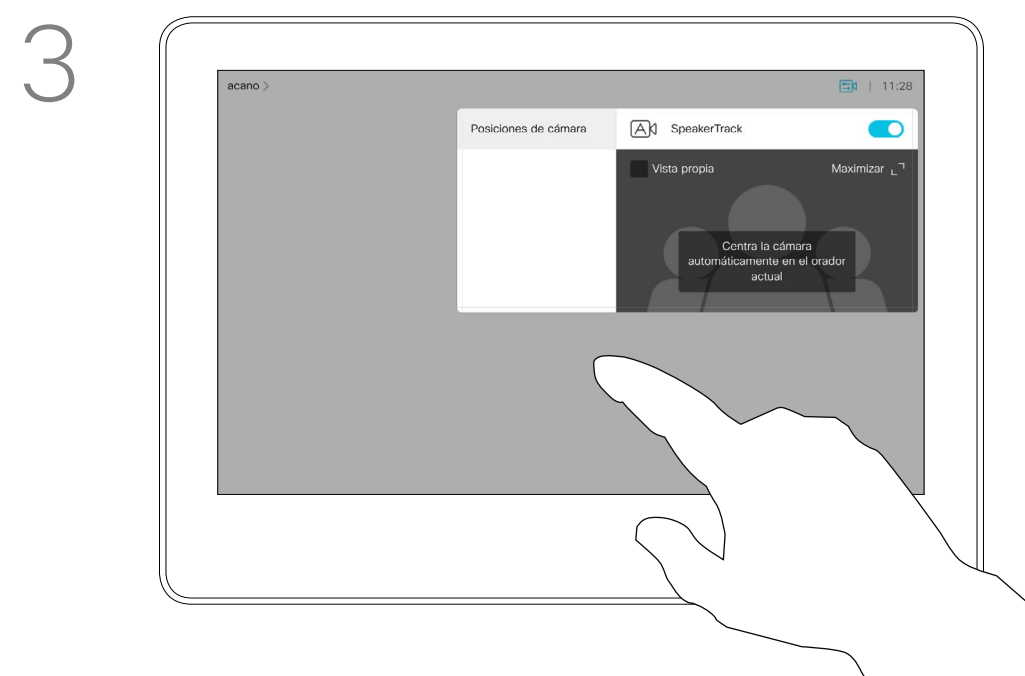 3
acano >
| 11:28
Posiciones de cámara
A SpeakerTrack
Vista propia
Maximizar
Centra la cámara
automáticamente en el orador
actual